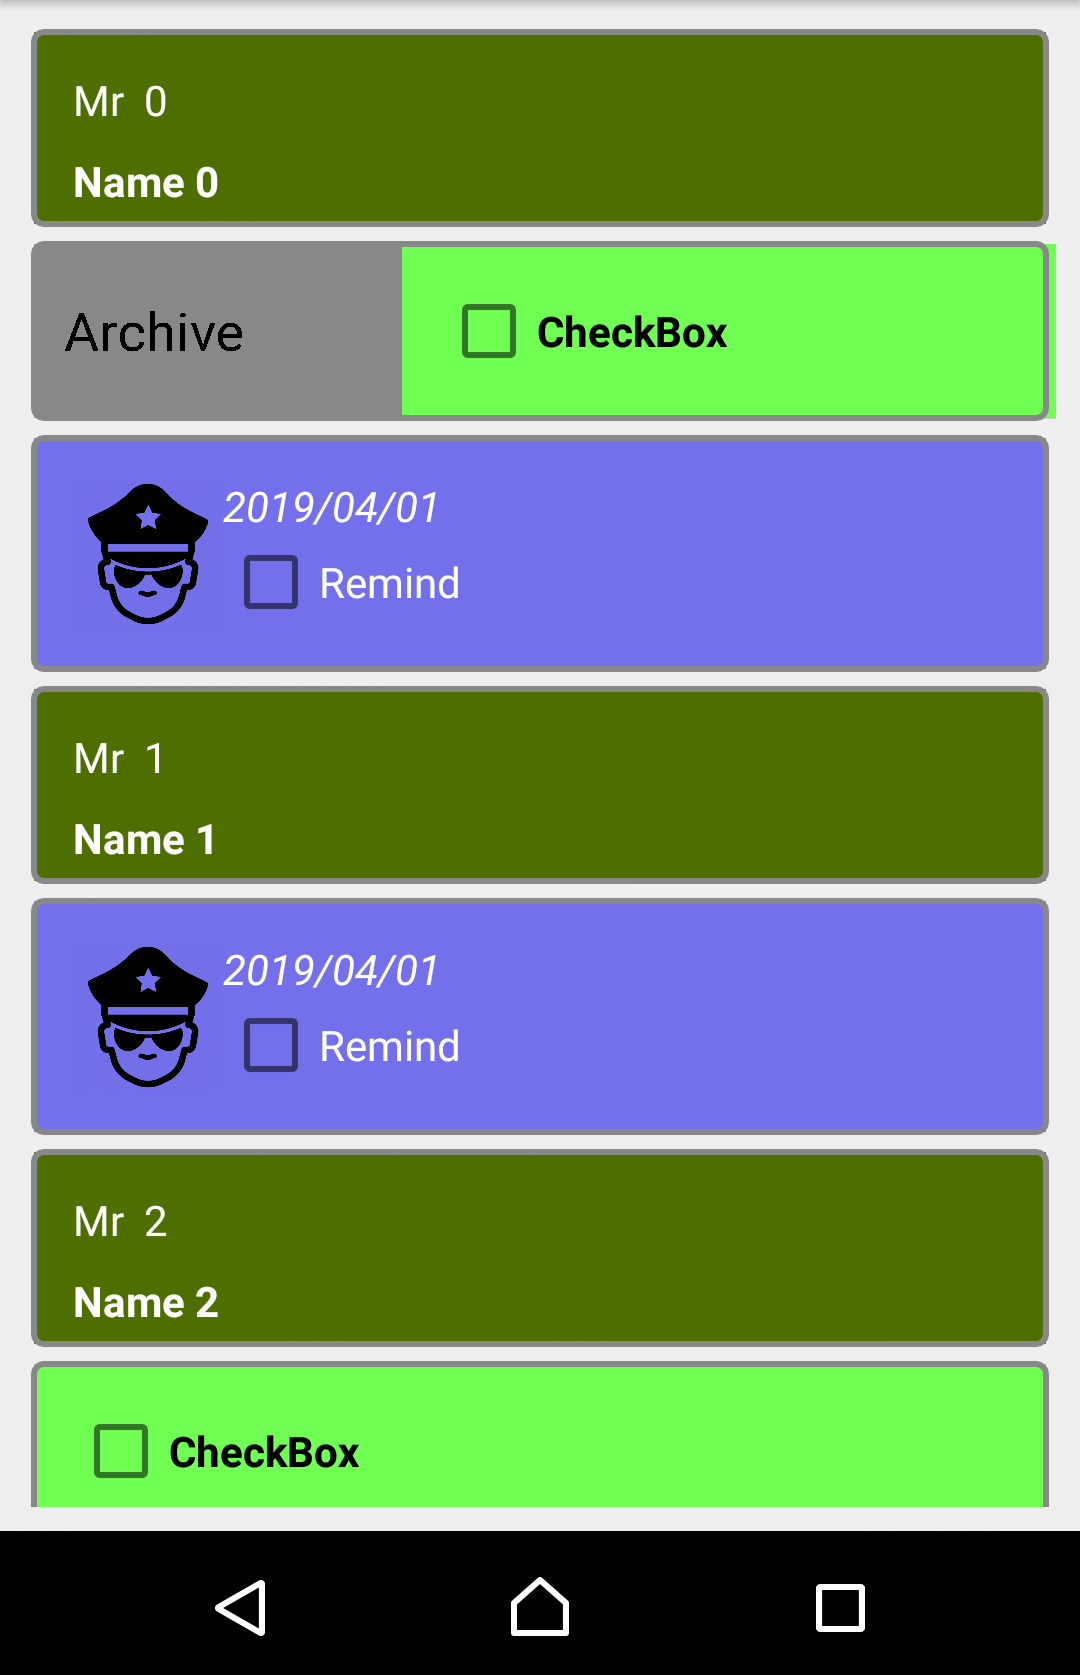 Mr 0
Name 0
Archive CheckBox
2019/04/01
Remind
Mr 1
Name 1
2019/04/01
Remind
Mr 2
Name 2
CheckBox